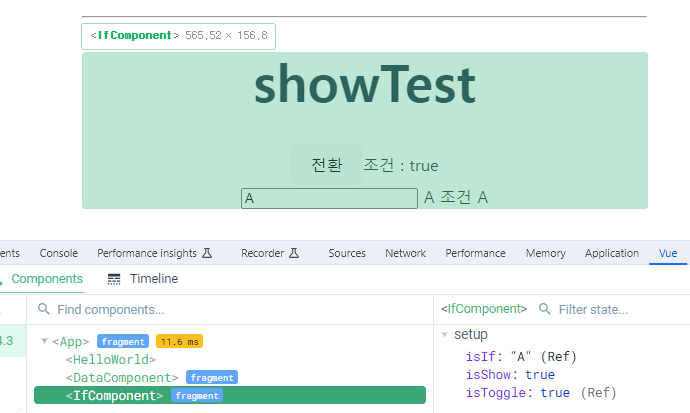 <IfComponent> 565.52 × 156.8
showTest
전환 조건 : true
A A 조건 A
ents Console Performance insights Recorder Sources Network Performance Memory Application Vue
Components Timeline
Find components... <IfComponent> Filter state...
4.3 <App> fragment 11.6 ms
<HelloWorld>
<DataComponent> fragment
<IfComponent> fragment
setup
isIf: "A" (Ref)
isShow: true
isToggle: true (Ref)